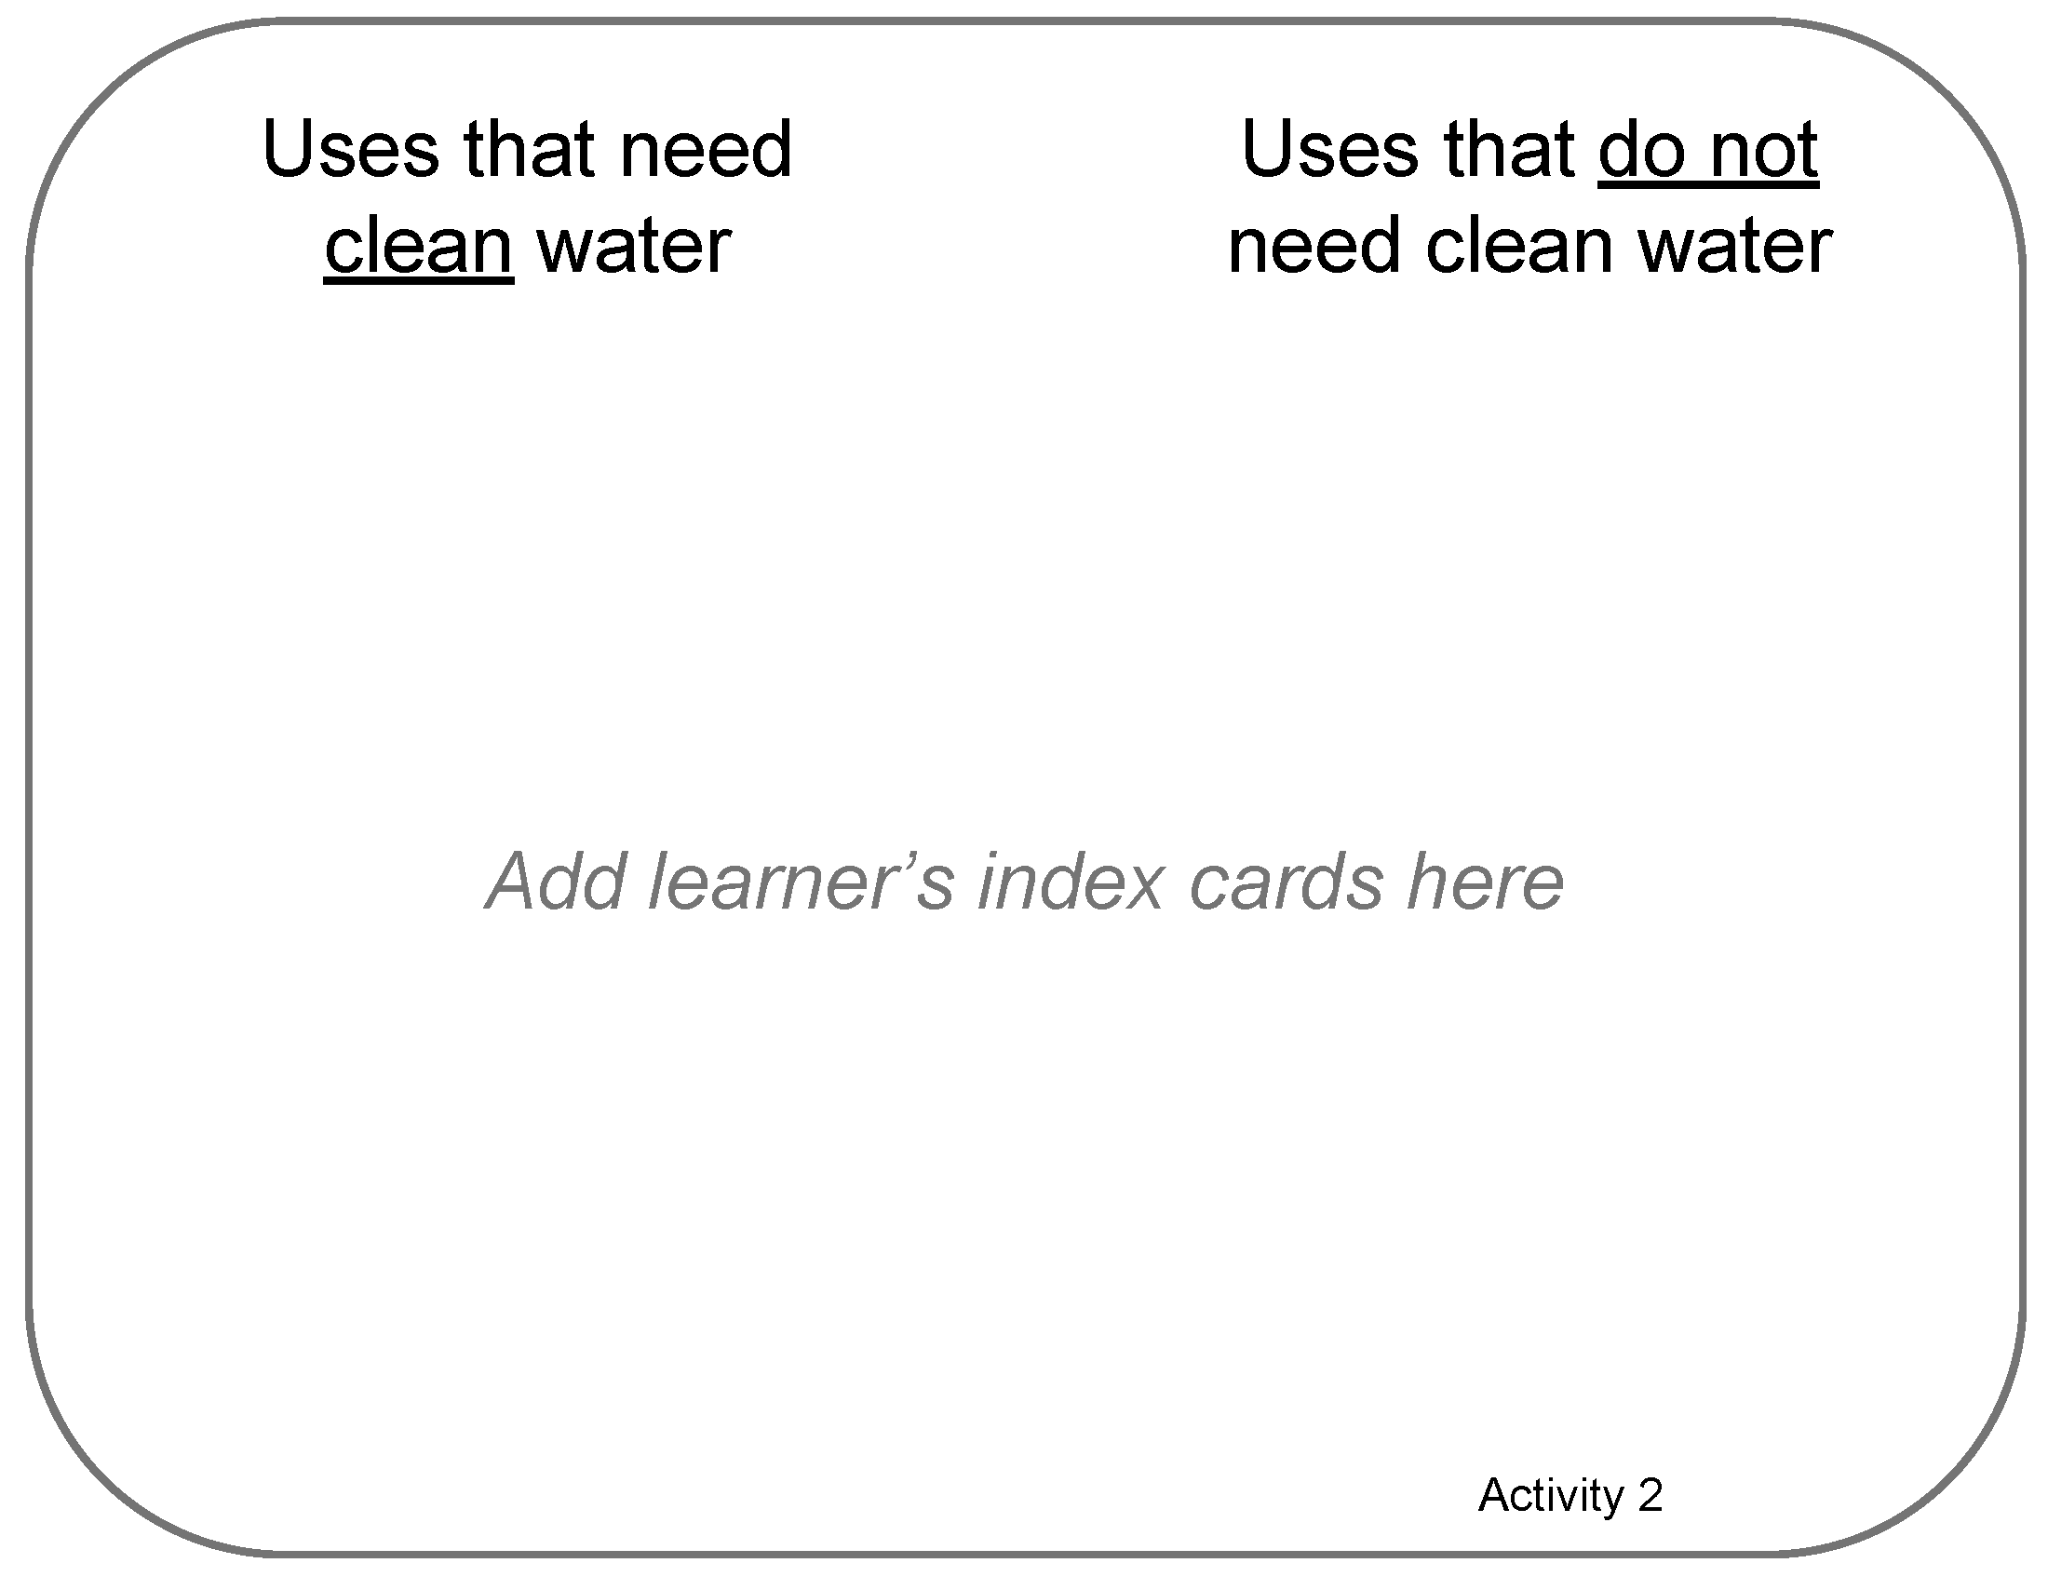 Uses that need
clean water
Uses that do not
need clean water
Add learner’s index cards here
Activity 2